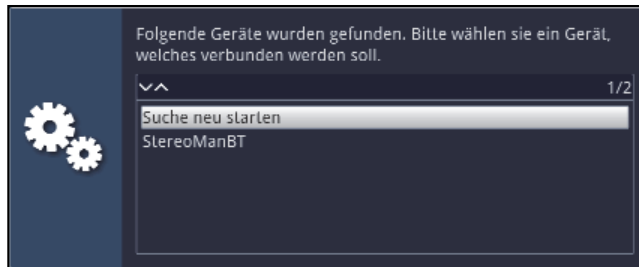 Folgende Geräte wurden gefunden. Bitte wählen sie ein Gerät,
welches verbunden werden soll.
1/2
Suche neu starten
StereoManBT